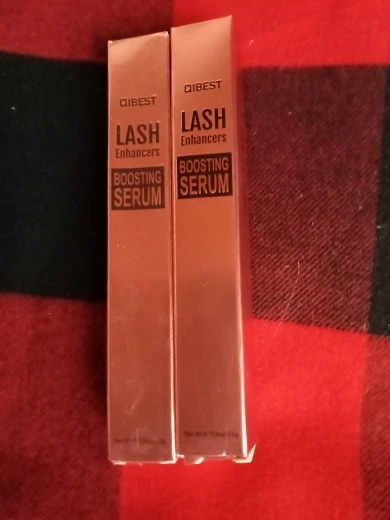 QIBEST
LASH
Enhancers
BOOSTING
SERUM
QIBEST
LASH
Enhancers
BOOSTING
SERUM